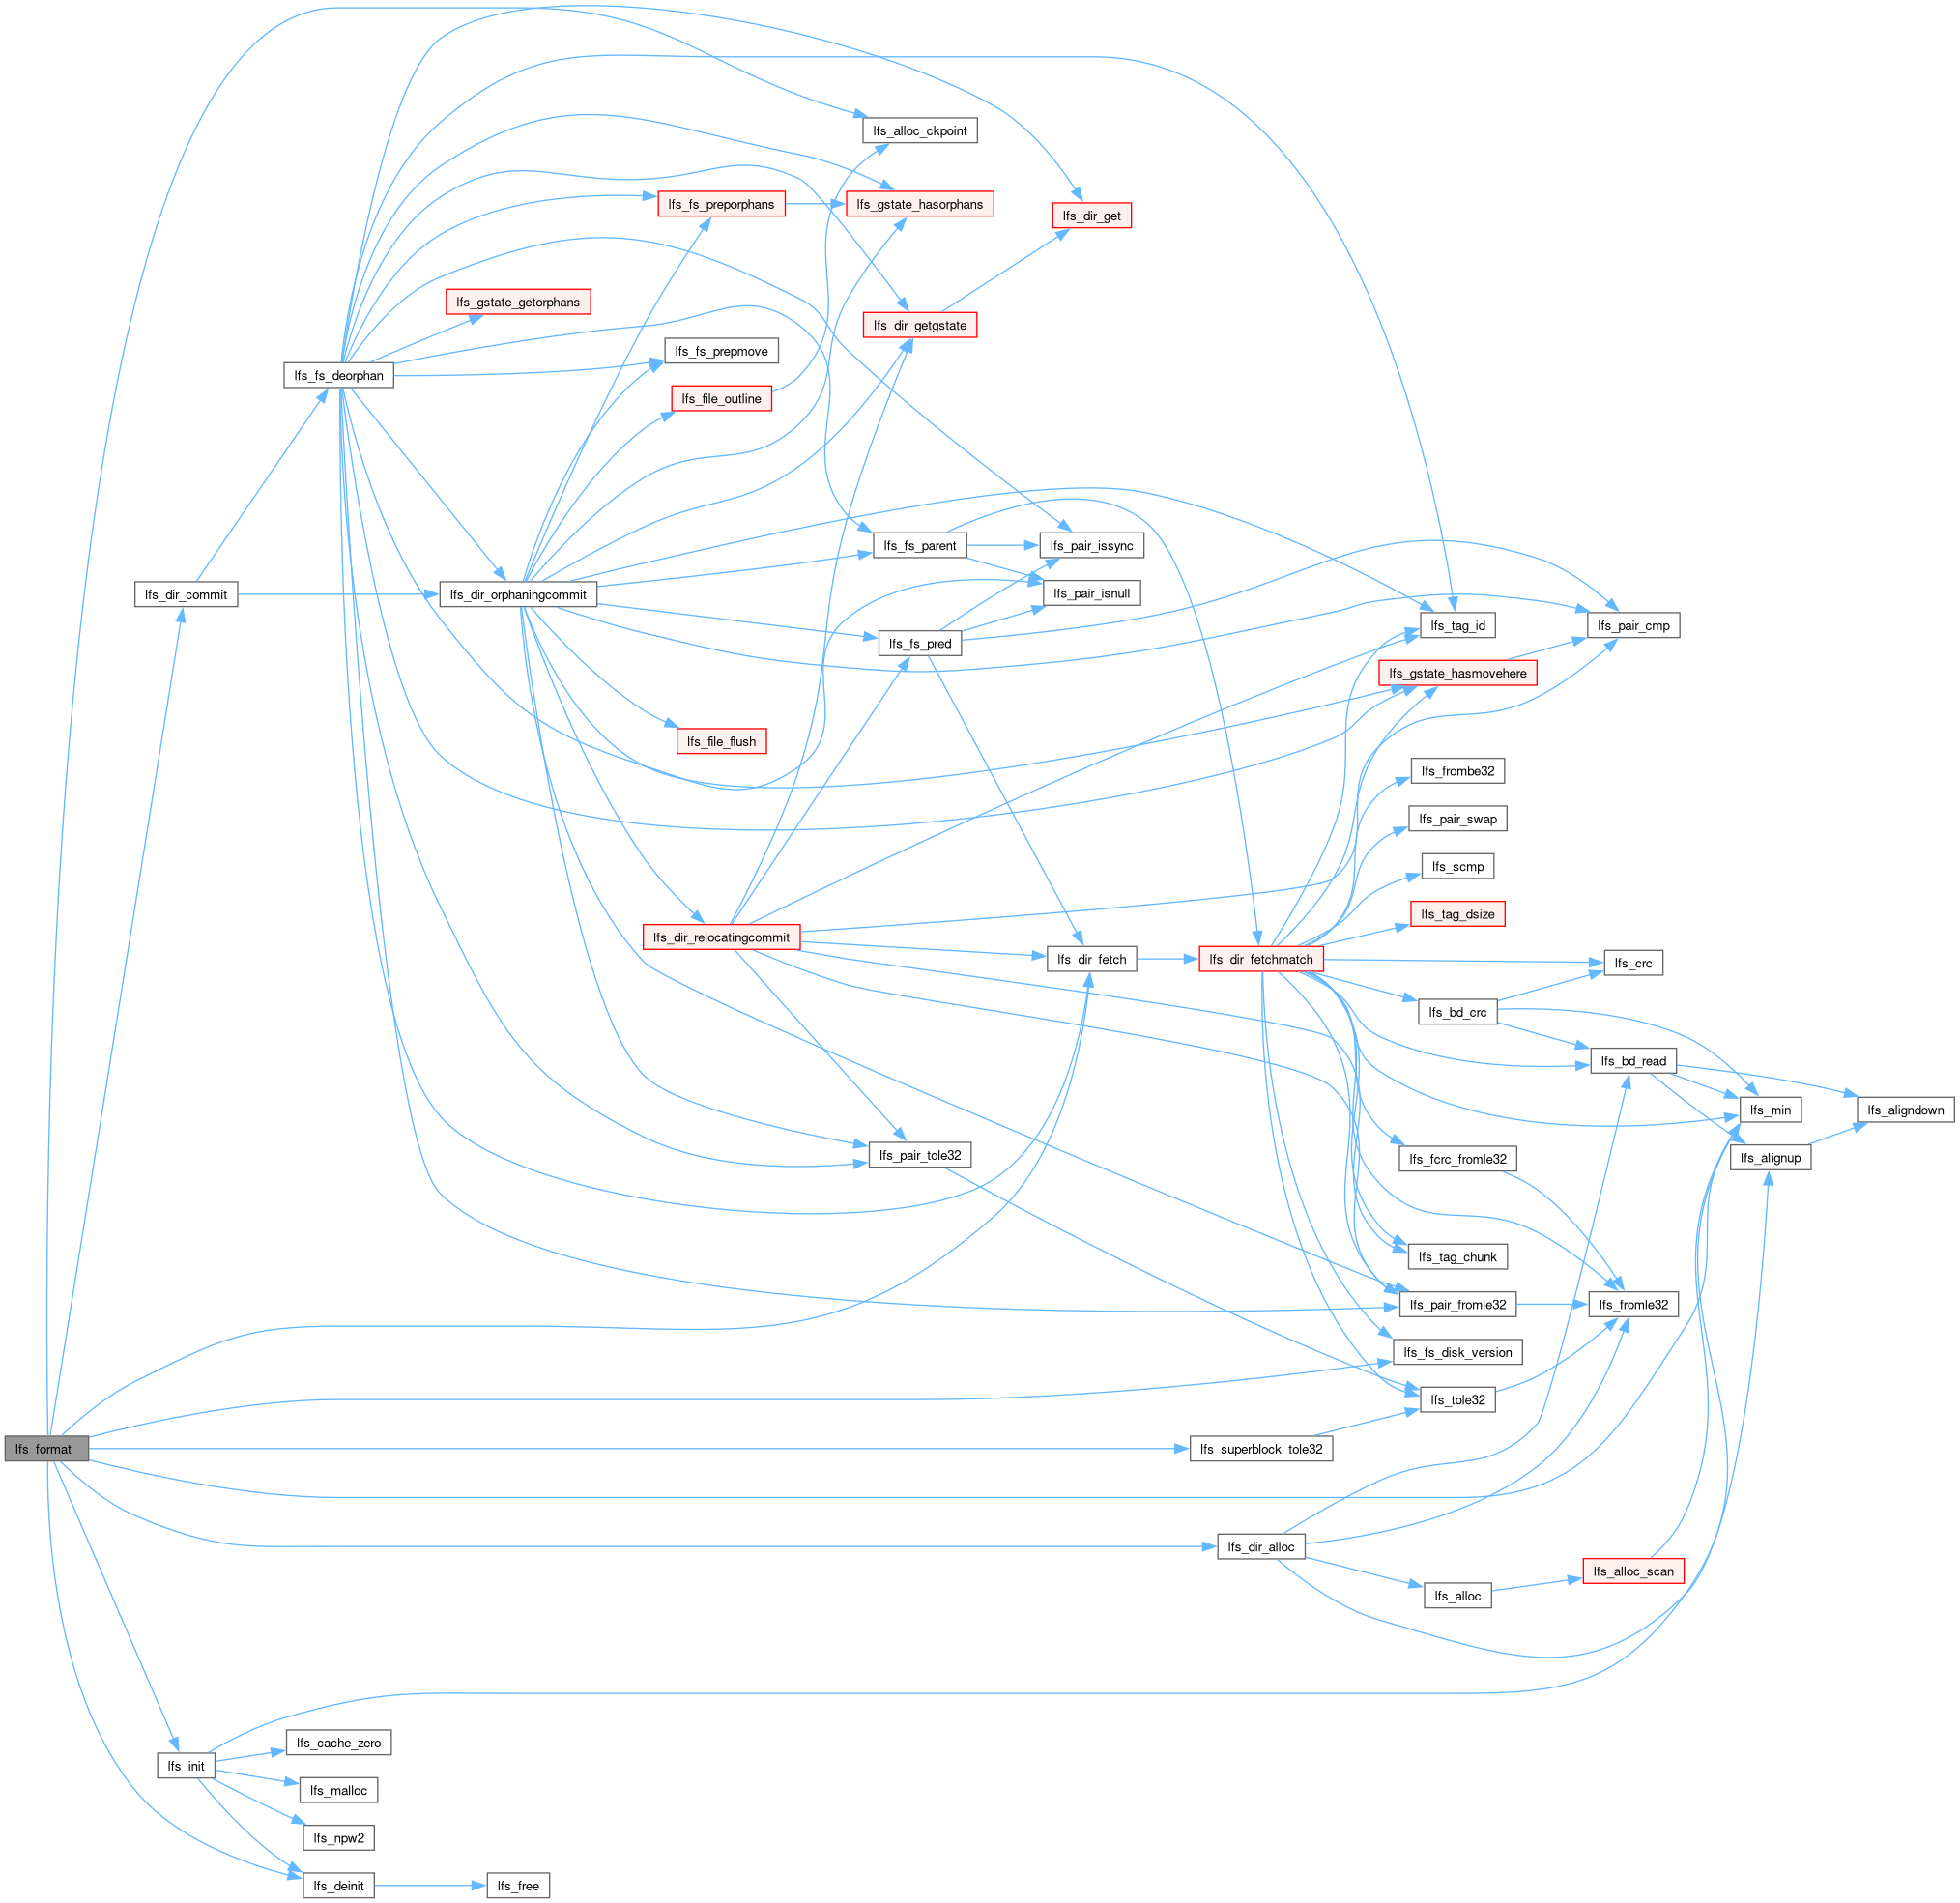 lfs_alloc_ckpoint
lfs_fs_preporphans
lfs_gstate_hasorphans
lfs_dir_get
lfs_gstate_getorphans
lfs_dir_getgstate
lfs_fs_prepmove
lfs_fs_deorphan
lfs_file_outline
lfs_fs_parent
lfs_pair_issync
lfs_dir_commit
lfs_dir_orphaningcommit
lfs_pair_isnull
lfs_tag_id
lfs_pair_cmp
lfs_fs_pred
lfs_gstate_hasmovehere
lfs_file_flush
lfs_frombe32
lfs_pair_swap
lfs_scmp
lfs_tag_dsize
lfs_dir_relocatingcommit
lfs_dir_fetch
lfs_dir_fetchmatch
lfs_crc
lfs_bd_crc
lfs_bd_read
lfs_min
lfs_aligndown
lfs_pair_tole32
lfs_fcrc_fromle32
lfs_alignup
lfs_tag_chunk
lfs_pair_fromle32
lfs_fromle32
lfs_fs_disk_version
lfs_tole32
lfs_format_
lfs_superblock_tole32
lfs_dir_alloc
lfs_alloc_scan
lfs_alloc
lfs_cache_zero
lfs_init
lfs_malloc
lfs_npw2
lfs_deinit
lfs_free